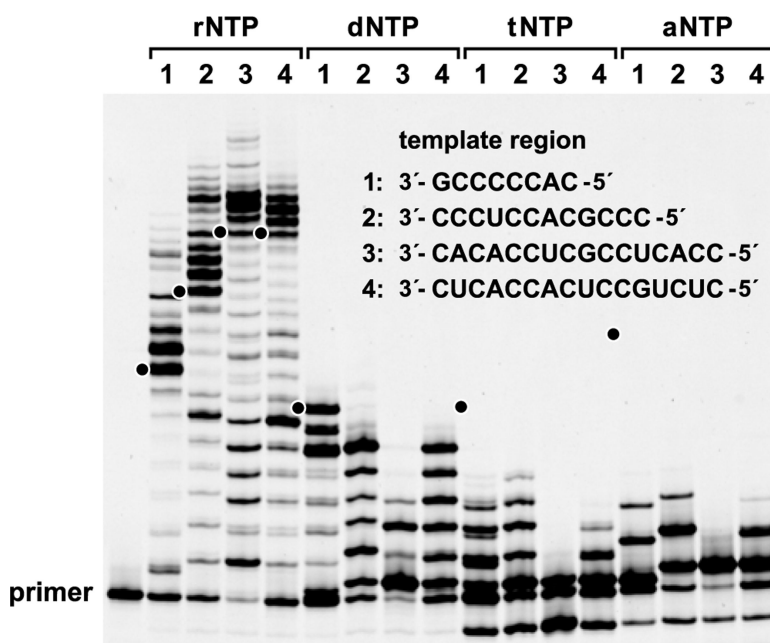 rNTP dNTP tNTP aNTP
1 2 3 4 1 2 3 4 1 2 3 4 1 2 3 4
template region
1: 3´- GCCCCCAC -5´
2: 3´- CCCUCCACGCCC -5´
3: 3´- CACACCUCGCCUCACC -5´
4: 3´- CUCACCACUCCGUCUC -5´
primer